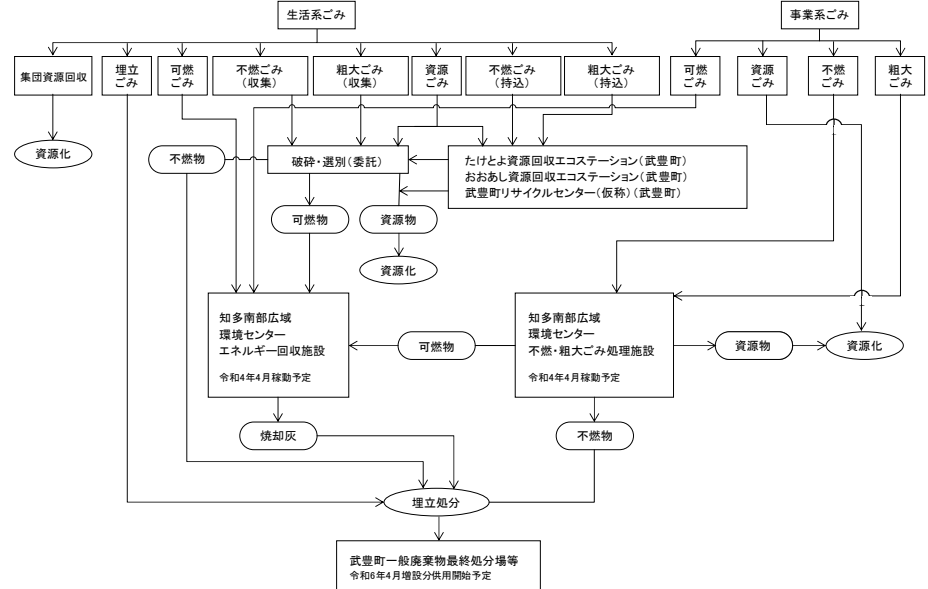 生活系ごみ
事業系ごみ
集団資源回収
埋立
ごみ
可燃
ごみ
不燃ごみ
(収集)
粗大ごみ
(収集)
資源
ごみ
不燃ごみ
(持込)
粗大ごみ
(持込)
可燃
ごみ
資源
ごみ
不燃
ごみ
粗大
ごみ
資源化
不燃物
破砕・選別(委託)
たけとよ資源回収エコステーション(武豊町)
おおあし資源回収エコステーション(武豊町)
武豊町リサイクルセンター(仮称)(武豊町)
可燃物
資源物
資源化
知多南部広域
環境センター
エネルギー回収施設
令和4年4月稼動予定
可燃物
知多南部広域
環境センター
不燃・粗大ごみ処理施設
令和4年4月稼動予定
資源物
資源化
焼却灰
不燃物
埋立処分
武豊町一般廃棄物最終処分場等
令和6年4月増設分供用開始予定